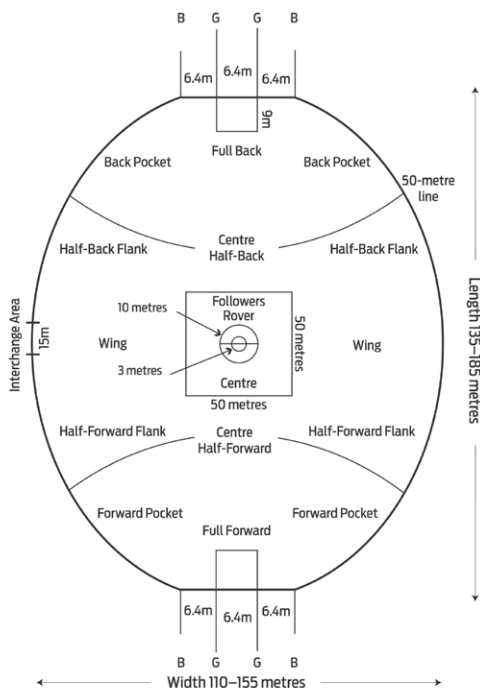 B G G B
6.4m 6.4m 6.4m
9m
Full Back
Back Pocket Back Pocket
50-metre
line
Half-Back Flank Centre Half-Back Flank
Half-Back
Interchange Area
15m
10 metres
Followers
Rover
50 metres
Wing Wing
3 metres
Centre
50 metres
Length 135–185 metres
Half-Forward Flank Centre Half-Forward Flank
Half-Forward
Forward Pocket Forward Pocket
Full Forward
6.4m 6.4m 6.4m
B G G B
Width 110–155 metres